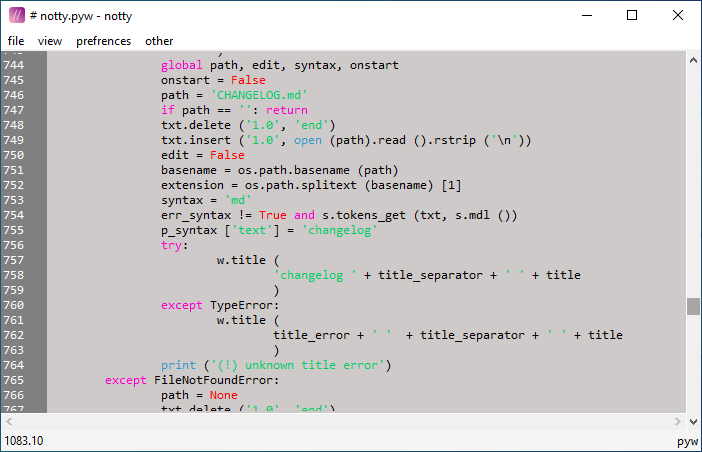 # notty.pyw - notty
file view prefrences other
744 global path, edit, syntax, onstart
745 onstart = False
746 path = 'CHANGELOG.md'
747 if path == '': return
748 txt.delete ('1.0', 'end')
749 txt.insert ('1.0', open (path).read ().rstrip ('\n'))
750 edit = False
751 basename = os.path.basename (path)
752 extension = os.path.splitext (basename) [1]
753 syntax = 'md'
754 err_syntax != True and s.tokens_get (txt, s.mdl ())
755 p_syntax ['text'] = 'changelog'
756 try:
757 w.title (
758 'changelog ' + title_separator + ' ' + title
759 )
760 except TypeError:
761 w.title (
762 title_error + ' '  + title_separator + ' ' + title
763 )
764 print ('(!) unknown title error')
765 except FileNotFoundError:
766 path = None
767 txt.delete ('1.0', 'end')
1083.10 pyw